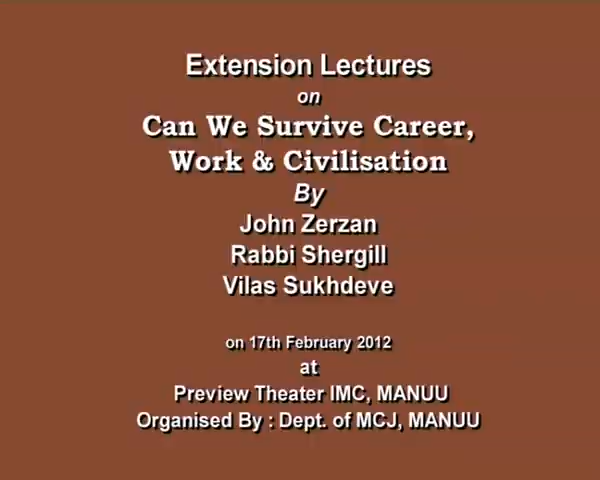 Extension Lectures
on
Can We Survive Career,
Work & Civilisation
By
John Zerzan
Rabbi Shergill
Vilas Sukhdeve
on 17th February 2012
at
Preview Theater IMC, MANUU
Organised By : Dept. of MCJ, MANUU